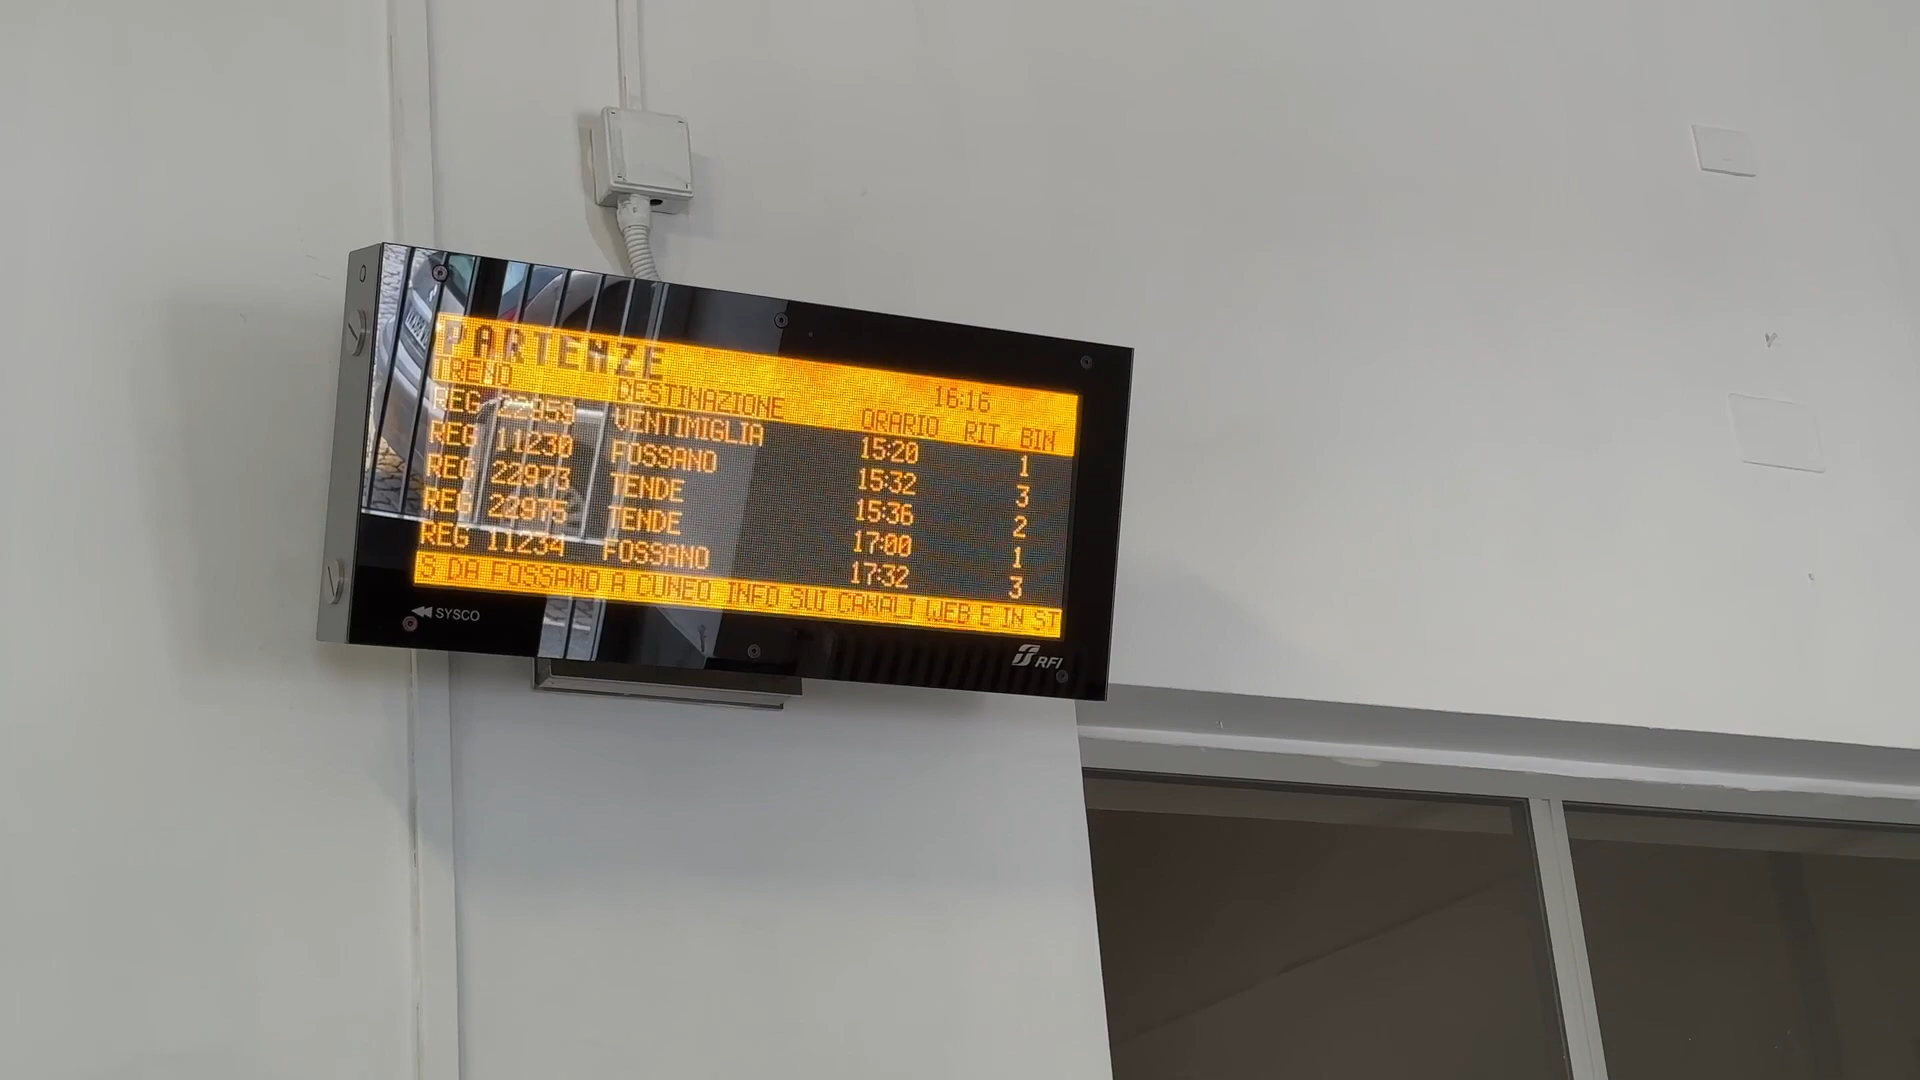 PARTENZE 16:16
TRENO DESTINAZIONE ORARIO RIT BIN
REG 22959 VENTIMIGLIA 15:20 1
REG 11230 FOSSANO 15:32 3
REG 22973 TENDE 15:36 2
REG 22975 TENDE 17:00 1
REG 11234 FOSSANO 17:32 3
S DA FOSSANO A CUNEO INFO SUI CANALI WEB E IN ST
SYSCO
RFI